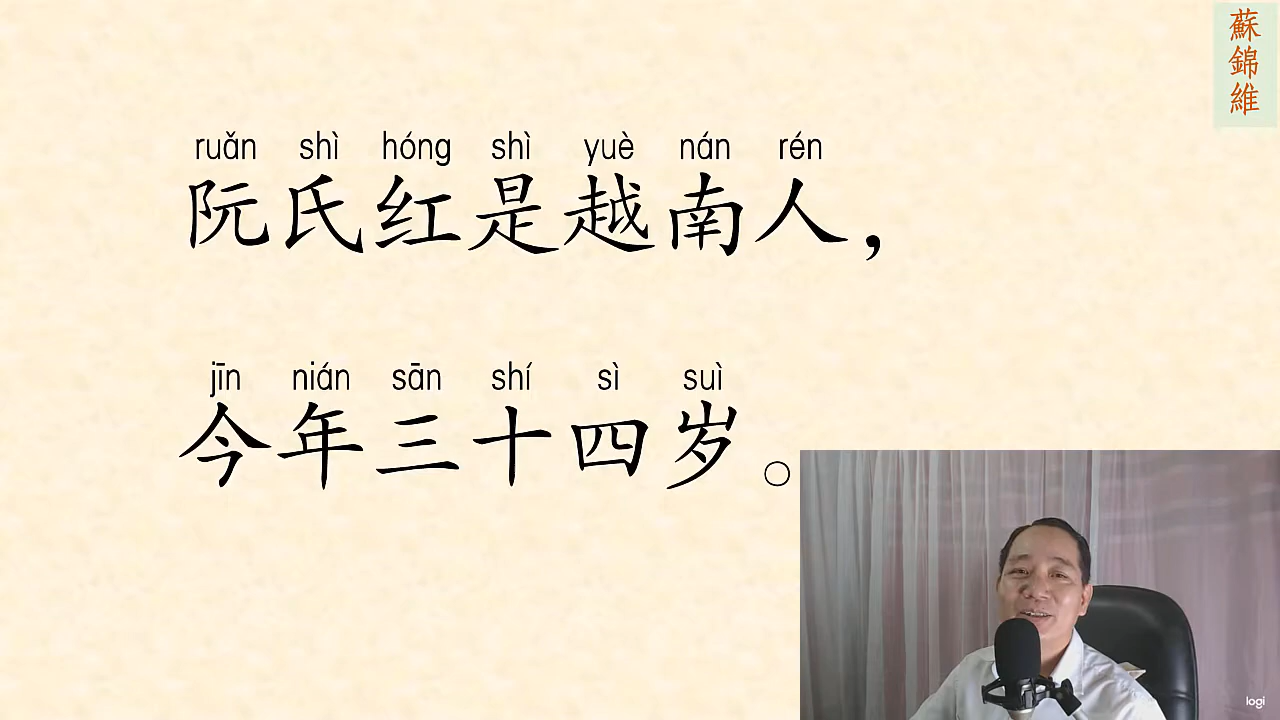 ruǎn shì hóng shì yuè nán rén
阮氏红是越南人，
jīn nián sān shí sì suì
今年三十四岁。
蘇錦維
logi